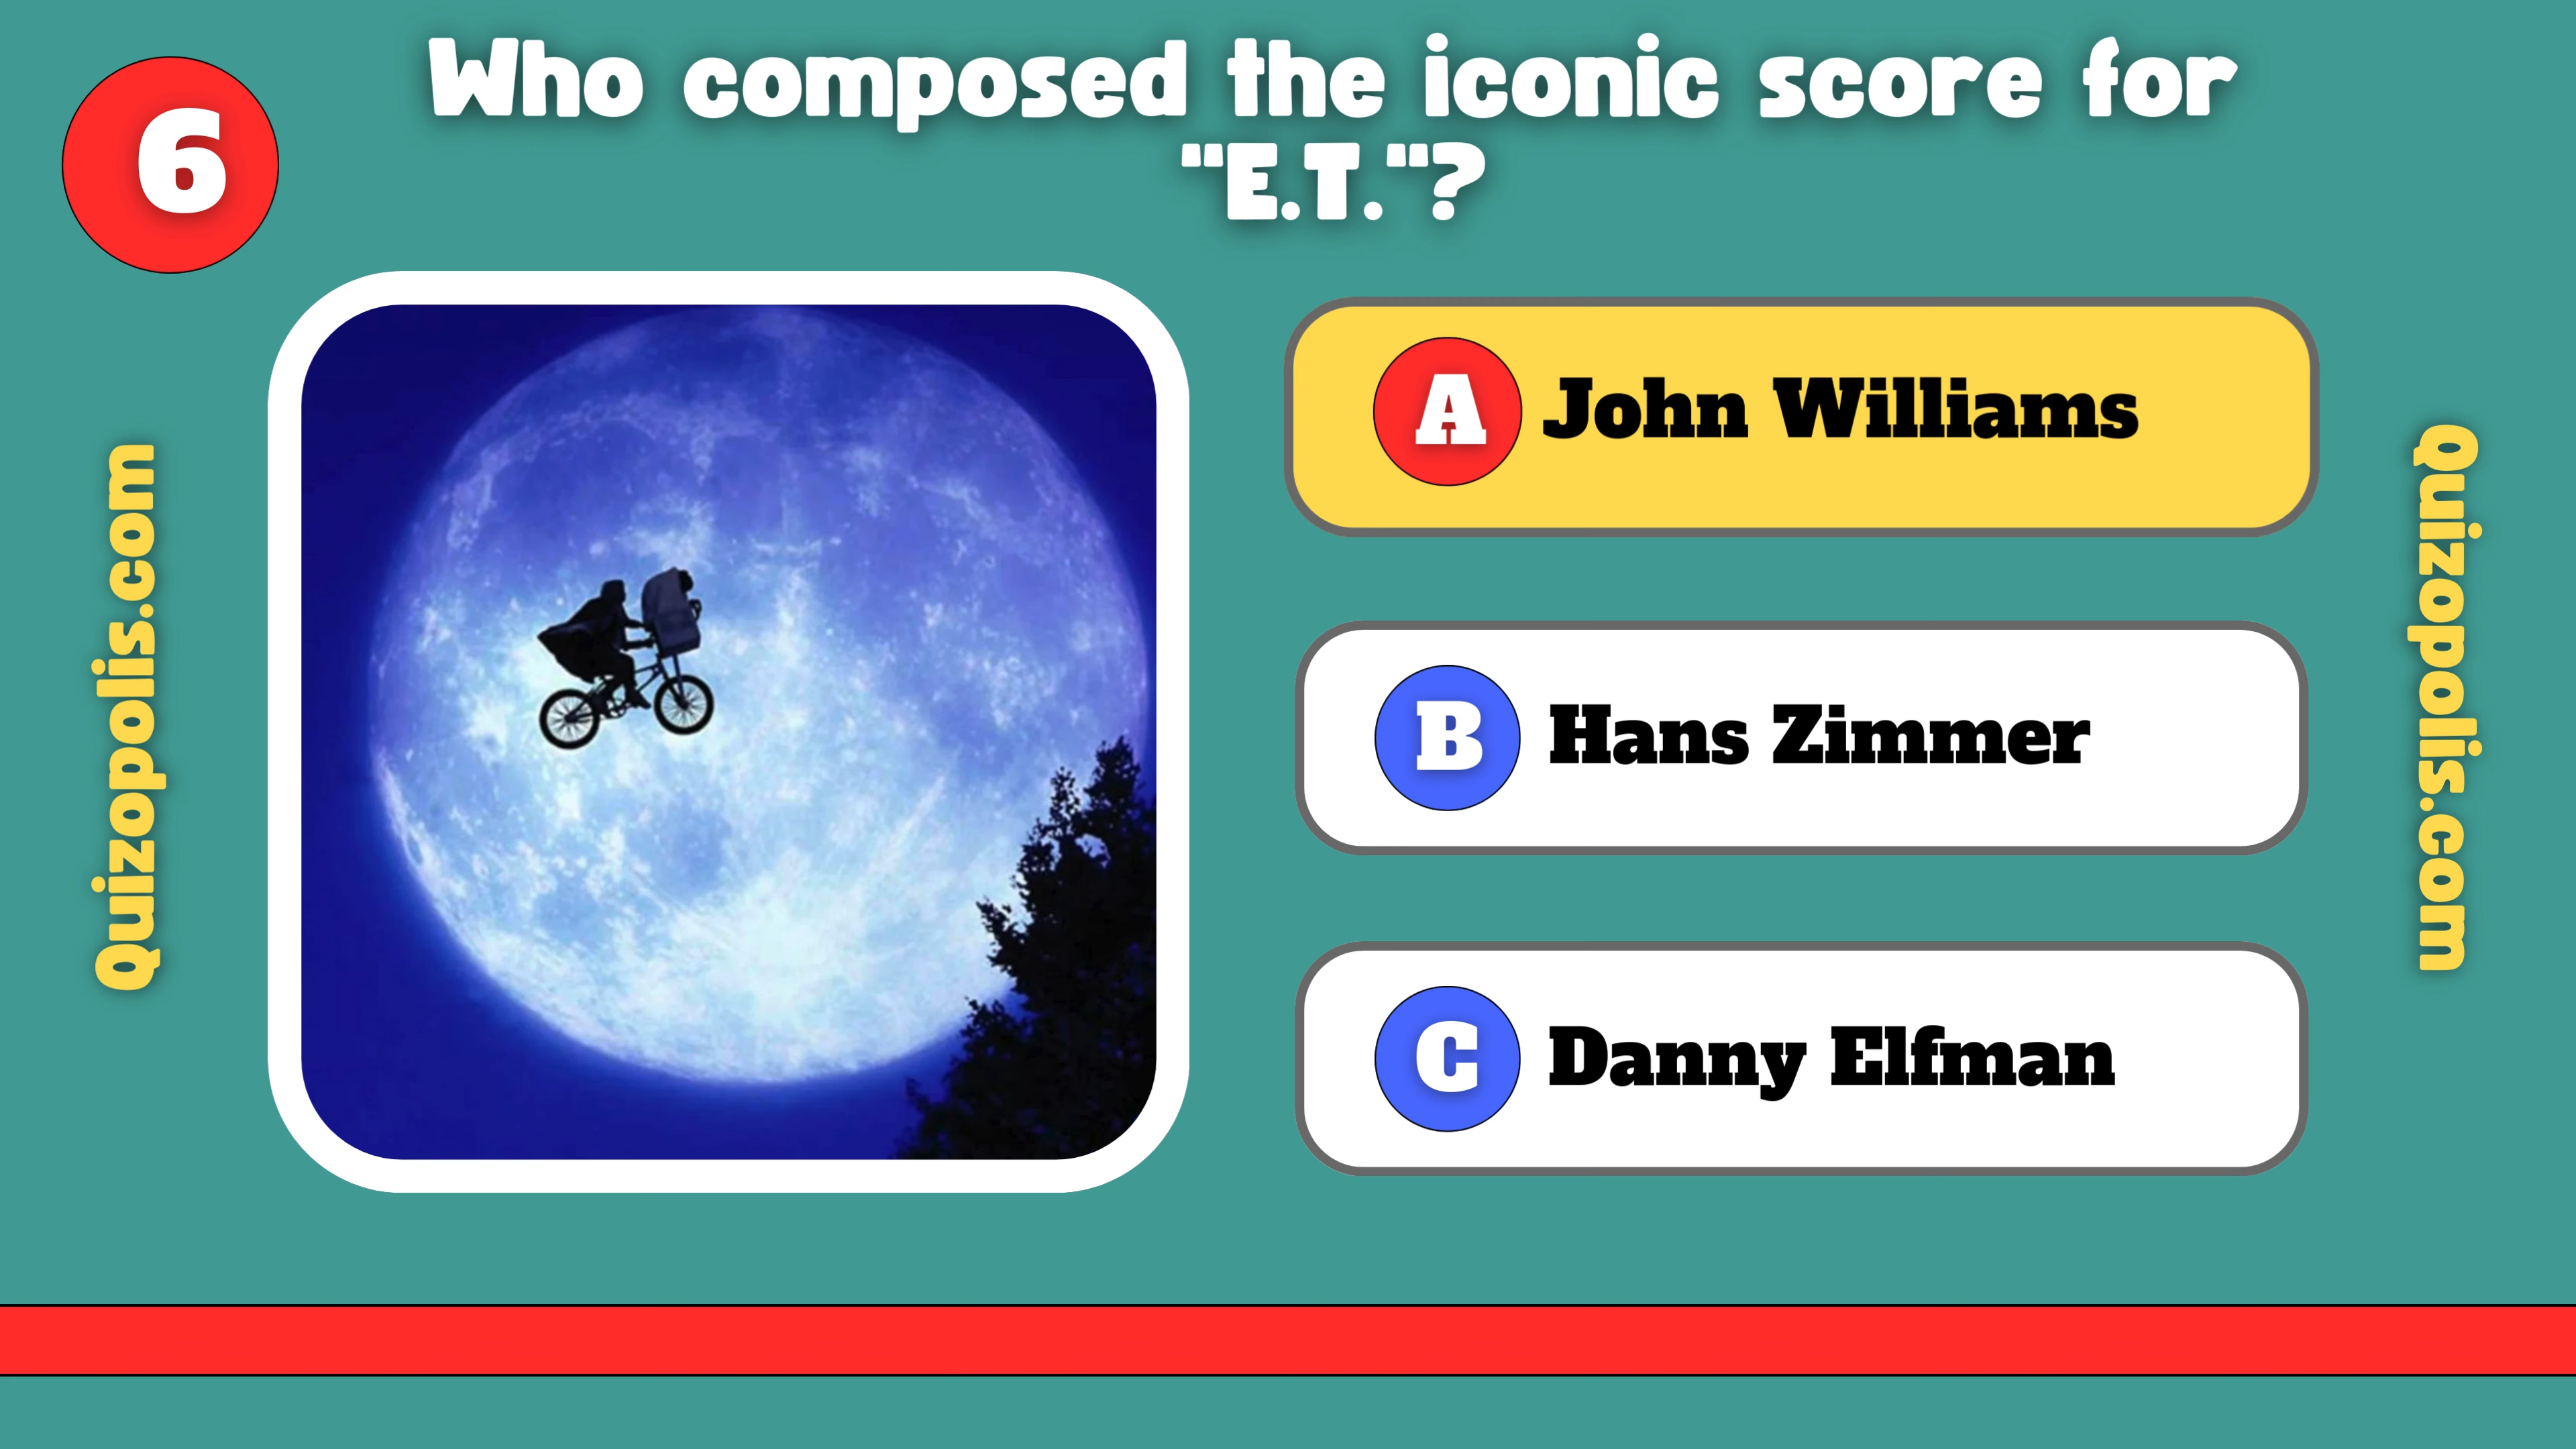 6
Who composed the iconic score for
"E.T."?
Quizopolis.com
A John Williams
B Hans Zimmer
C Danny Elfman
Quizopolis.com